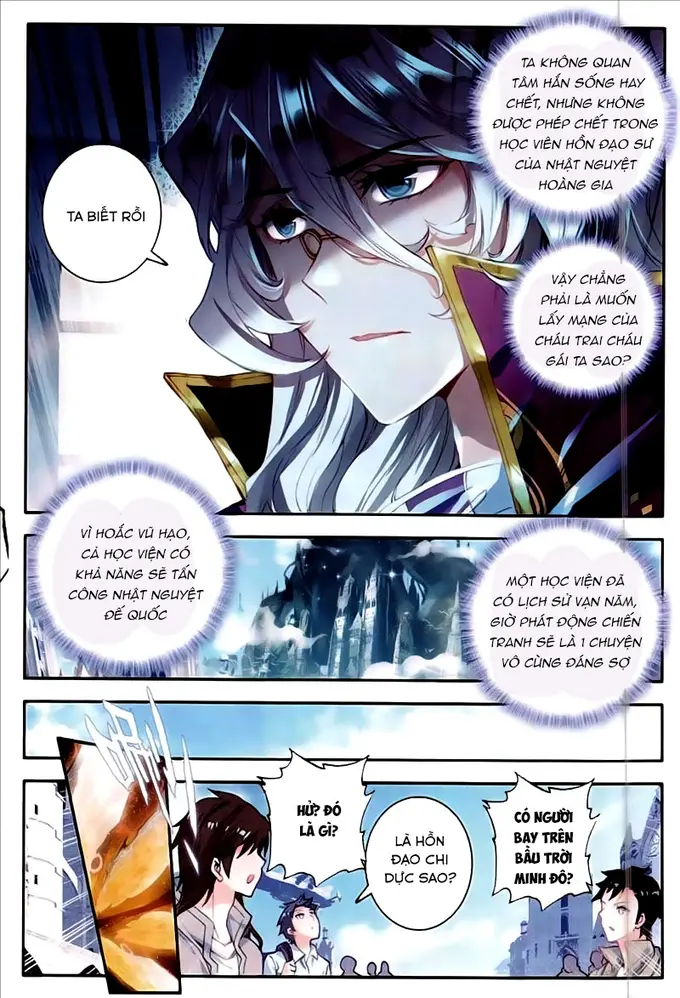 TA KHÔNG QUAN
TÂM HẮN SỐNG HAY
CHẾT, NHƯNG KHÔNG
ĐƯỢC PHÉP CHẾT TRONG
HỌC VIỆN HỒN ĐẠO SƯ
CỦA NHẬT NGUYỆT
HOÀNG GIA
TA BIẾT RỒI
VẬY CHẲNG
PHẢI LÀ MUỐN
LẤY MẠNG CỦA
CHÁU TRAI CHÁU
GÁI TA SAO?
VÌ HOẮC VŨ HẠO,
CẢ HỌC VIỆN CÓ
KHẢ NĂNG SẼ TẤN
CÔNG NHẬT NGUYỆT
ĐẾ QUỐC
MỘT HỌC VIỆN ĐÃ
CÓ LỊCH SỬ VẠN NĂM,
GIỜ PHÁT ĐỘNG CHIẾN
TRANH SẼ LÀ 1 CHUYỆN
VÔ CÙNG ĐÁNG SỢ
HỬ? ĐÓ
LÀ GÌ?
LÀ HỒN
ĐẠO CHI
DỰC SAO?
CÓ NGƯỜI
BAY TRÊN
BẦU TRỜI
MINH ĐÔ?